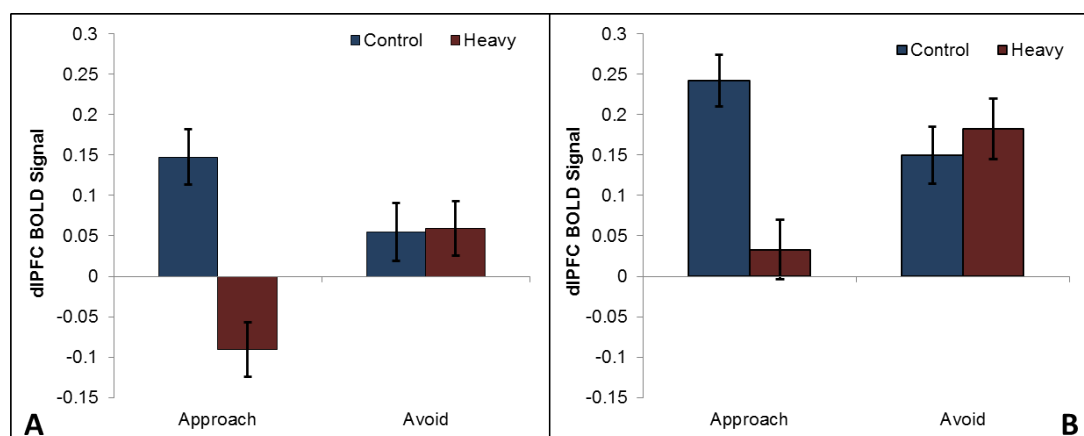 Control Heavy
dlPFC BOLD Signal
0.3
0.25
0.2
0.15
0.1
0.05
0
-0.05
-0.1
-0.15
Approach Avoid
A
Control Heavy
dlPFC BOLD Signal
0.3
0.25
0.2
0.15
0.1
0.05
0
-0.05
-0.1
-0.15
Approach Avoid
B